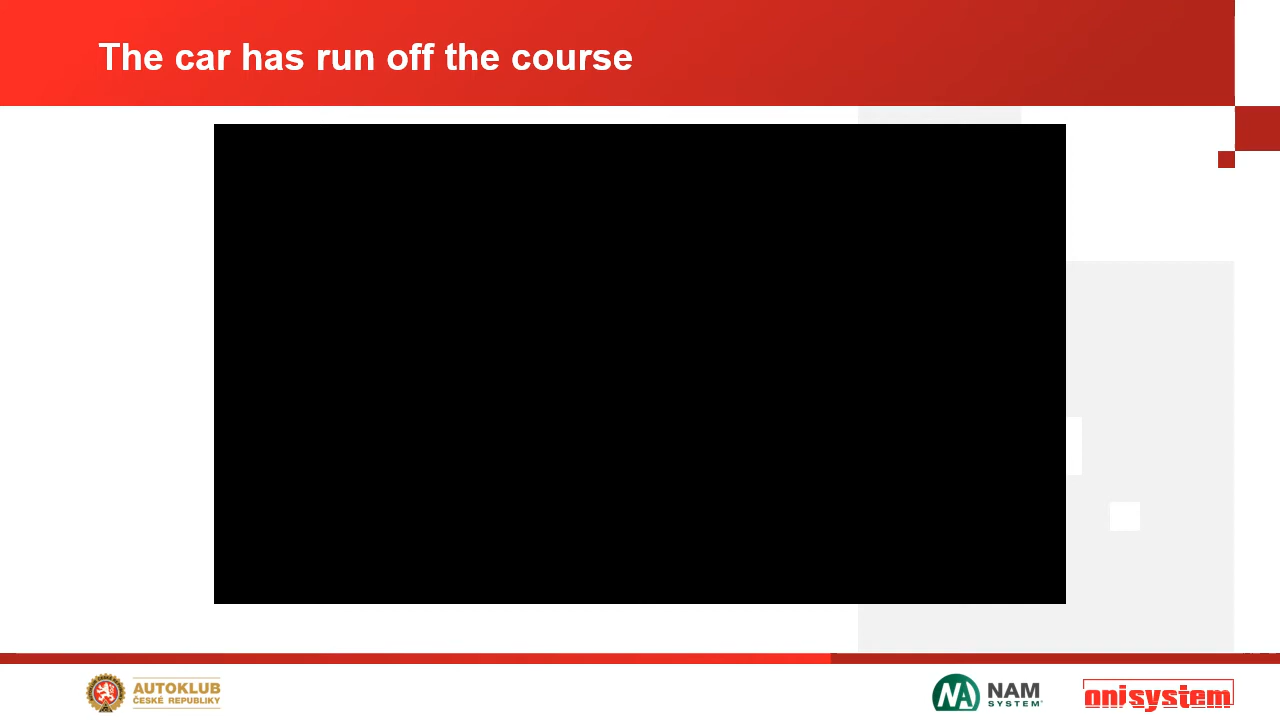 The car has run off the course
AUTOKLUB
ČESKÉ REPUBLIKY
NAM
SYSTEM
onisystem